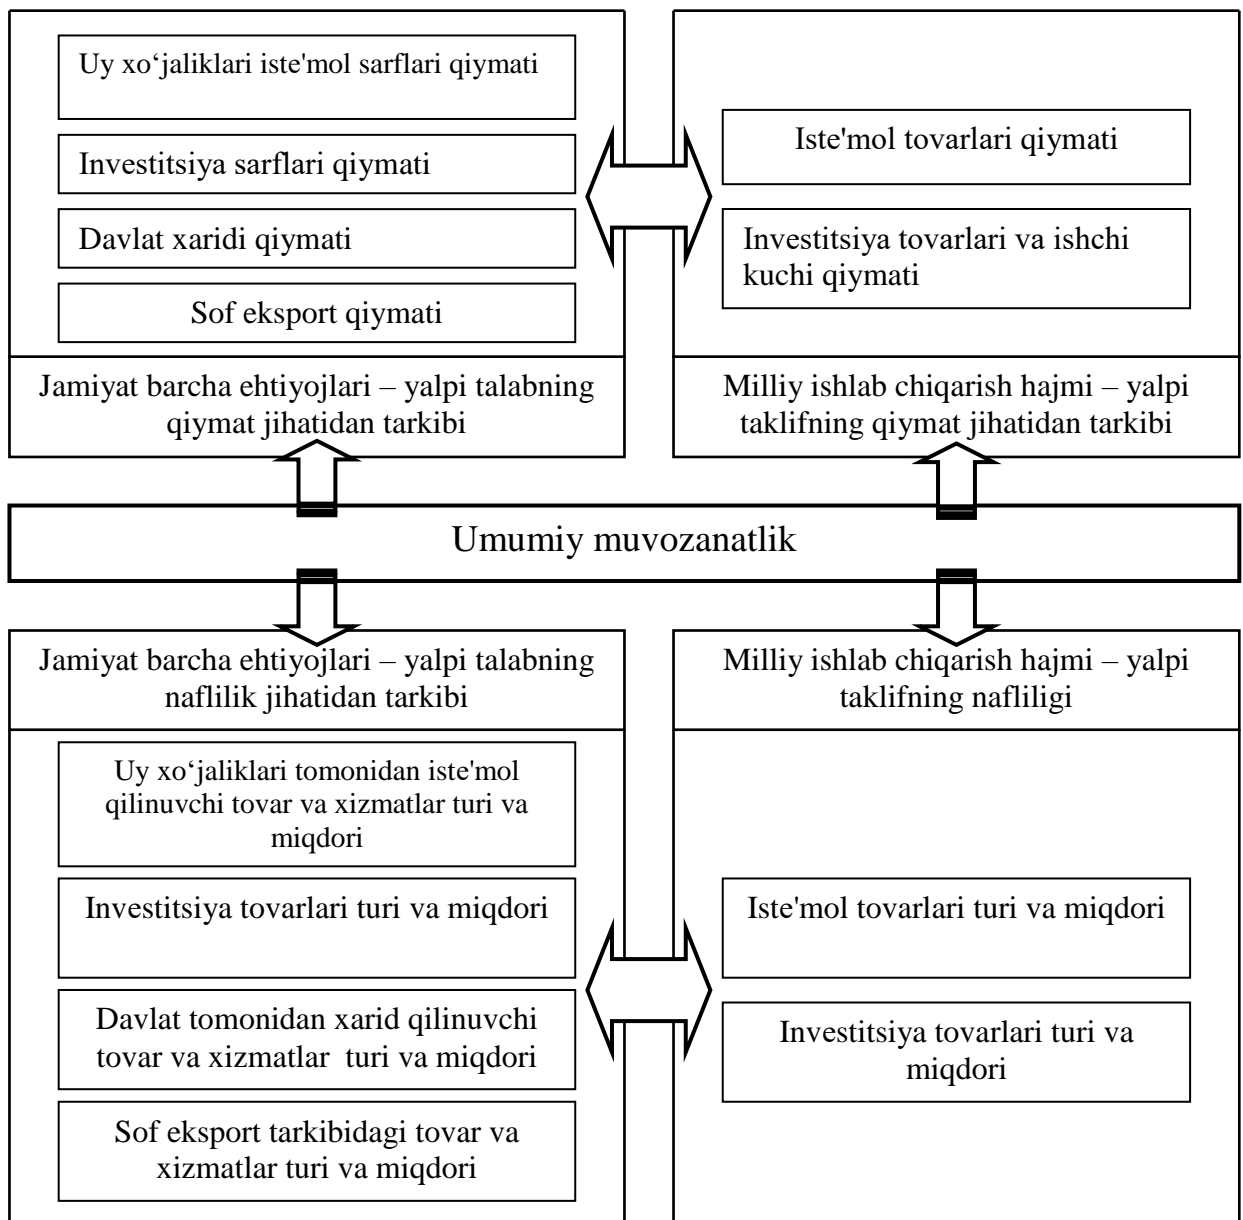 Uy xo‘jaliklari iste'mol sarflari qiymati
Investitsiya sarflari qiymati
Davlat xaridi qiymati
Sof eksport qiymati
Jamiyat barcha ehtiyojlari – yalpi talabning
qiymat jihatidan tarkibi
Iste'mol tovarlari qiymati
Investitsiya tovarlari va ishchi
kuchi qiymati
Milliy ishlab chiqarish hajmi – yalpi
taklifning qiymat jihatidan tarkibi
Umumiy muvozanatlik
Jamiyat barcha ehtiyojlari – yalpi talabning
naflilik jihatidan tarkibi
Uy xo‘jaliklari tomonidan iste'mol
qilinuvchi tovar va xizmatlar turi va
miqdori
Investitsiya tovarlari turi va miqdori
Davlat tomonidan xarid qilinuvchi
tovar va xizmatlar  turi va miqdori
Sof eksport tarkibidagi tovar va
xizmatlar turi va miqdori
Milliy ishlab chiqarish hajmi – yalpi
taklifning nafliligi
Iste'mol tovarlari turi va miqdori
Investitsiya tovarlari turi va
miqdori